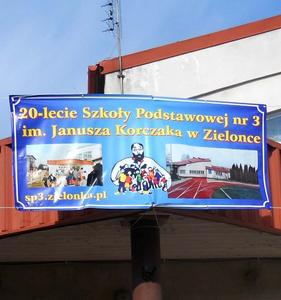 20-lecie Szkoły Podstawowej nr 3
im. Janusza Korczaka w Zielonce
sp3.zielonka.pl